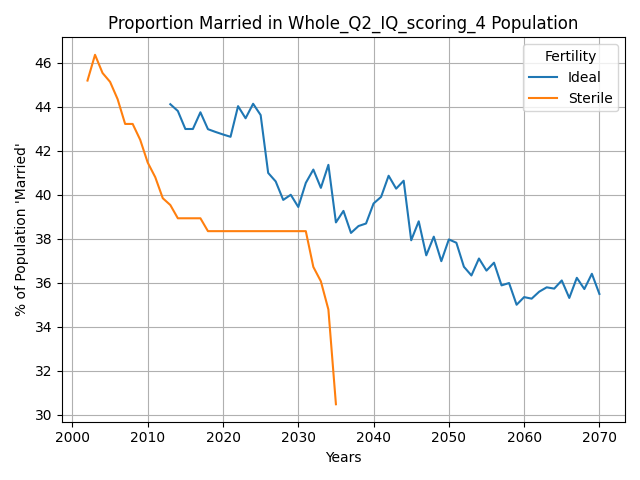 Proportion Married in Whole_Q2_IQ_scoring_4 Population
Fertility
Ideal
Sterile
% of Population 'Married'
46
44
42
40
38
36
34
32
30
2000
2010
2020
2030
2040
2050
2060
2070
Years